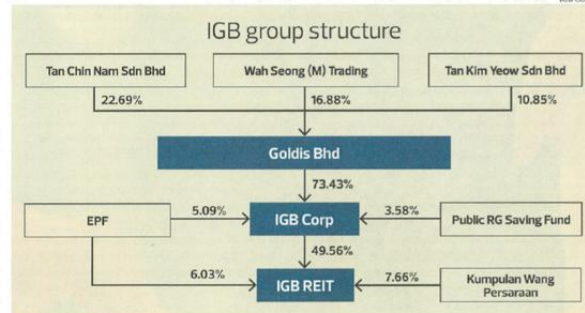 IGB group structure
Tan Chin Nam Sdn Bhd
Wah Seong (M) Trading
Tan Kim Yeow Sdn Bhd
22.69%
16.88%
10.85%
Goldis Bhd
73.43%
EPF
5.09%
IGB Corp
3.58%
Public RG Saving Fund
49.56%
6.03%
IGB REIT
7.66%
Kumpulan Wang
Persaraan